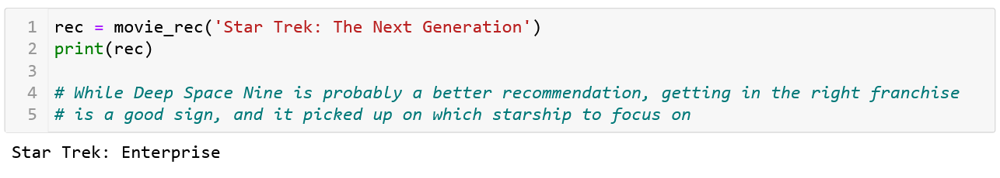 1 rec = movie_rec('Star Trek: The Next Generation')
2 print(rec)
3
4 # While Deep Space Nine is probably a better recommendation, getting in the right franchise
5 # is a good sign, and it picked up on which starship to focus on
Star Trek: Enterprise